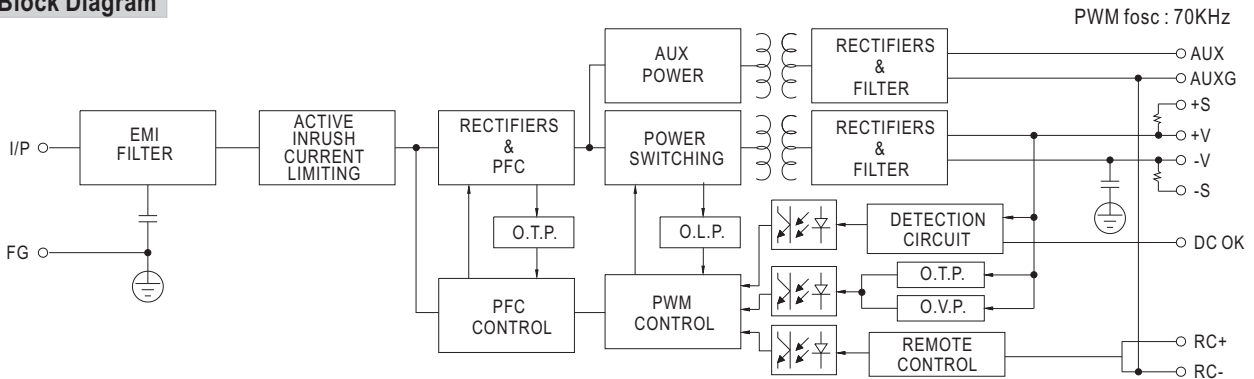 Block Diagram
PWM fosc : 70KHz
AUX
POWER
RECTIFIERS
&
FILTER
AUX
AUXG
+S
I/P
EMI
FILTER
ACTIVE
INRUSH
CURRENT
LIMITING
RECTIFIERS
&
PFC
POWER
SWITCHING
RECTIFIERS
&
FILTER
+V
-V
-S
FG
O.T.P.
O.L.P.
DETECTION
CIRCUIT
DC OK
PFC
CONTROL
PWM
CONTROL
O.T.P.
O.V.P.
REMOTE
CONTROL
RC+
RC-